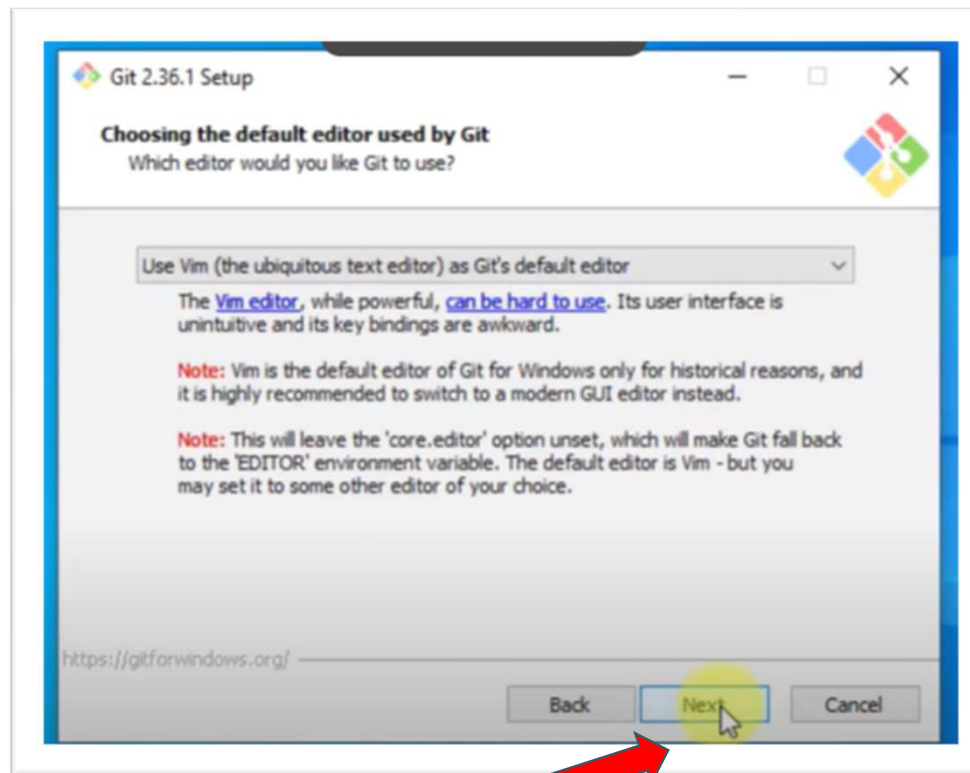 Git 2.36.1 Setup
Choosing the default editor used by Git
Which editor would you like Git to use?
Use Vim (the ubiquitous text editor) as Git's default editor
The Vim editor, while powerful, can be hard to use. Its user interface is
unintuitive and its key bindings are awkward.
Note: Vim is the default editor of Git for Windows only for historical reasons, and
it is highly recommended to switch to a modern GUI editor instead.
Note: This will leave the 'core.editor' option unset, which will make Git fall back
to the 'EDITOR' environment variable. The default editor is Vim - but you
may set it to some other editor of your choice.
https://gitforwindows.org/
Back Next Cancel